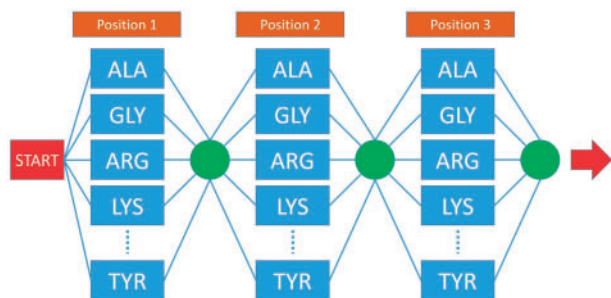 Position 1
Position 2
Position 3
START
ALA
GLY
ARG
LYS
TYR
ALA
GLY
ARG
LYS
TYR
ALA
GLY
ARG
LYS
TYR